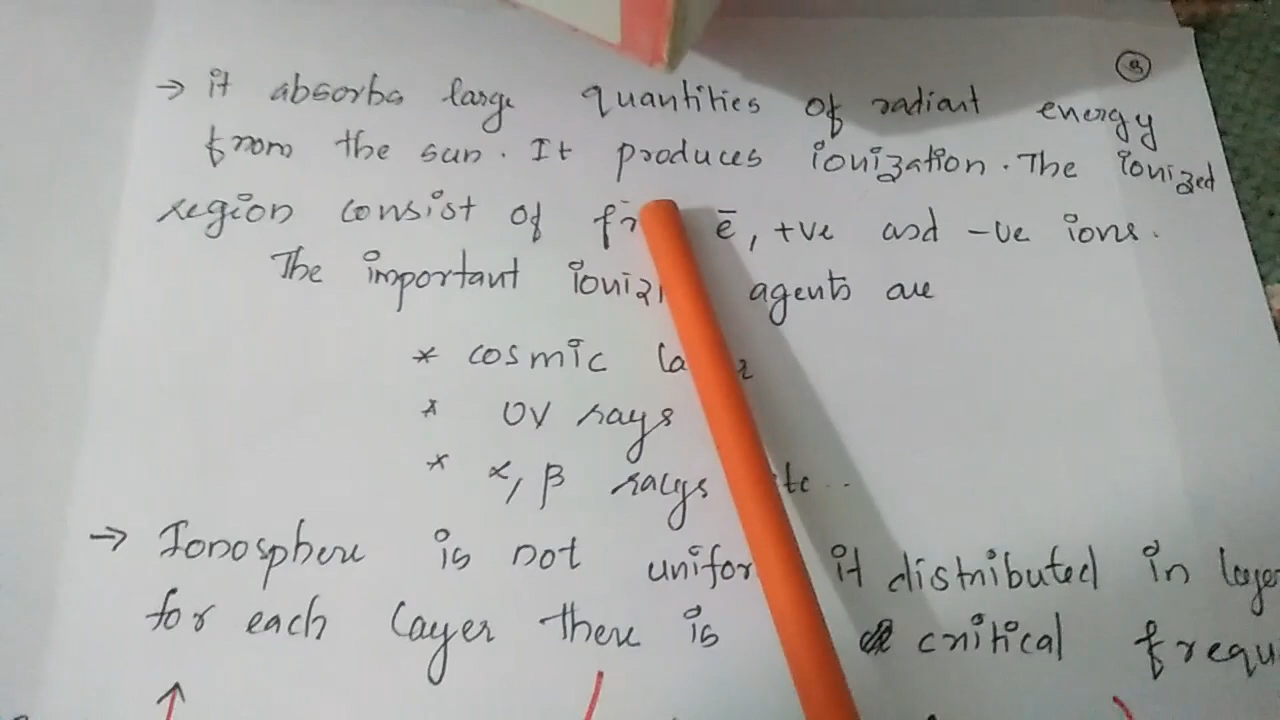 9
→ it absorbs large quantities of radiant energy
from the sun. It produces ionization. The ionized
region consist of ē, +ve and -ve ions.
The important agents are
* cosmic
* UV rays
* α, β rays etc..
→ Ionosphere is not it distributed in
for each layer there is critical